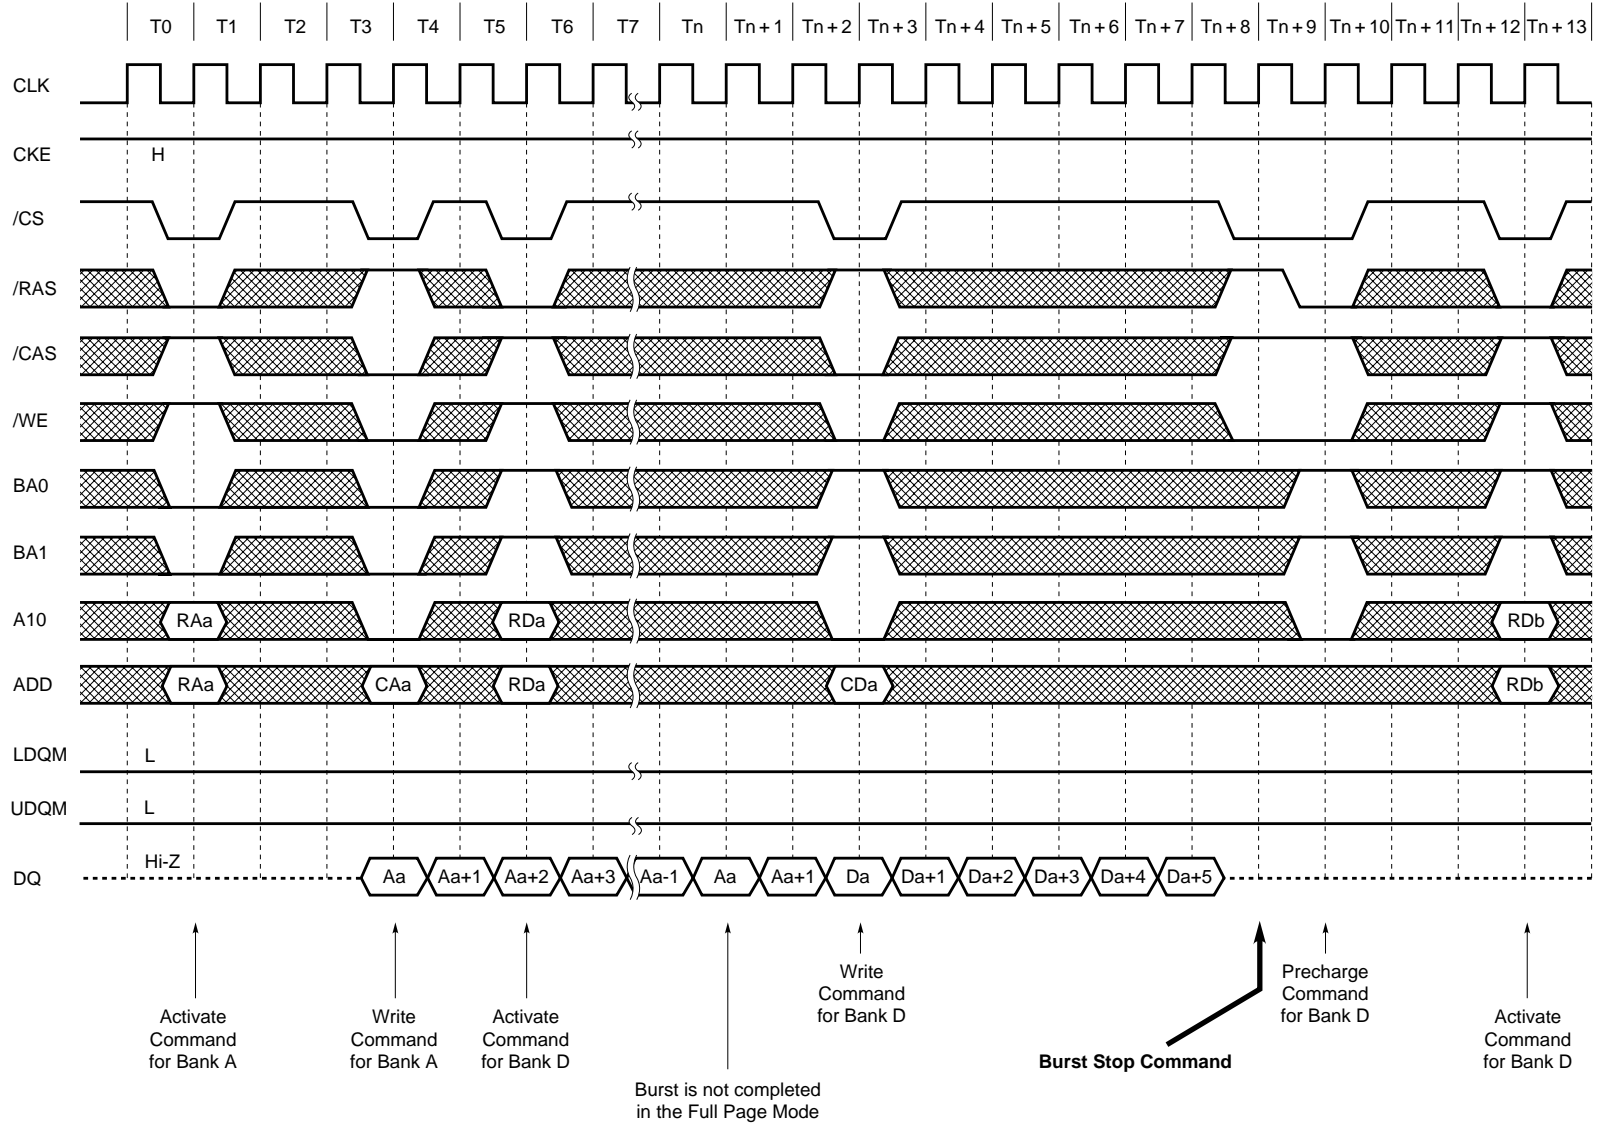 T0 T1 T2 T3 T4 T5 T6 T7 Tn Tn + 1 Tn + 2 Tn + 3 Tn + 4 Tn + 5 Tn + 6 Tn + 7 Tn + 8 Tn + 9 Tn + 10 Tn + 11 Tn + 12 Tn + 13
CLK
CKE H
/CS
/RAS
/CAS
/WE
BA0
BA1
A10 RAa RDa RDb
ADD RAa CAa RDa CDa RDb
LDQM L
UDQM L
Hi-Z
DQ Aa Aa+1 Aa+2 Aa+3 Aa-1 Aa Aa+1 Da Da+1 Da+2 Da+3 Da+4 Da+5
Activate
Command
for Bank A
Write
Command
for Bank A
Activate
Command
for Bank D
Burst is not completed
in the Full Page Mode
Write
Command
for Bank D
Burst Stop Command
Precharge
Command
for Bank D
Activate
Command
for Bank D